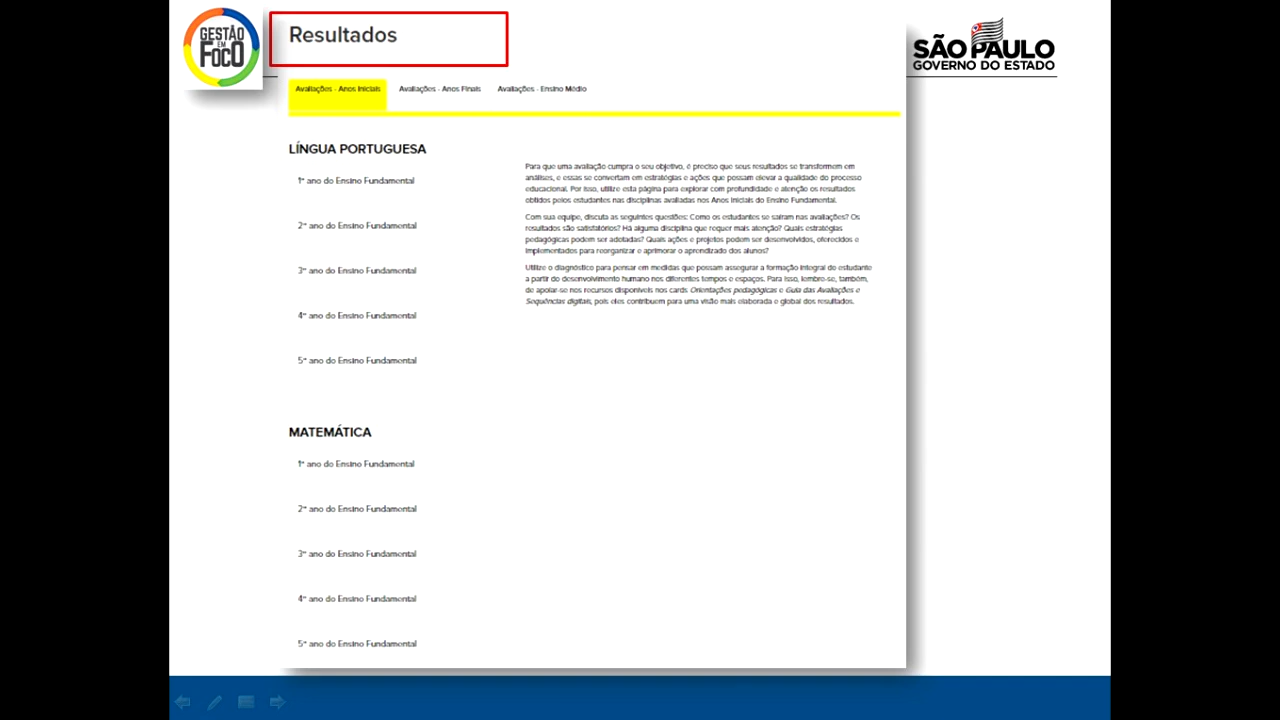 GESTÃO
EM
FOCO
Resultados
SÃO PAULO
GOVERNO DO ESTADO
Avaliações - Anos Iniciais
Avaliações - Anos Finais
Avaliações - Ensino Médio
LÍNGUA PORTUGUESA
1º ano do Ensino Fundamental
2º ano do Ensino Fundamental
3º ano do Ensino Fundamental
4º ano do Ensino Fundamental
5º ano do Ensino Fundamental
Para que uma avaliação cumpra o seu objetivo, é preciso que seus resultados se transformem em
análises, e essas se convertam em estratégias e ações que possam elevar a qualidade do processo
educacional. Por isso, utilize esta página para explorar com profundidade e atenção os resultados
obtidos pelos estudantes nas disciplinas avaliadas nos Anos Iniciais do Ensino Fundamental.
Com sua equipe, discuta as seguintes questões: Como os estudantes se saíram nas avaliações? Os
resultados são satisfatórios? Há alguma disciplina que requer mais atenção? Quais estratégias
pedagógicas podem ser adotadas? Quais ações e projetos podem ser desenvolvidos, oferecidos e
implementados para reorganizar e aprimorar o aprendizado dos alunos?
Utilize o diagnóstico para pensar em medidas que possam assegurar a formação integral do estudante
a partir do desenvolvimento humano nos diferentes tempos e espaços. Para isso, lembre-se, também,
de apoiar-se nos recursos disponíveis nos cards Orientações pedagógicas e Guia das Avaliações e
Sequências digitais, pois eles contribuem para uma visão mais elaborada e global dos resultados.
MATEMÁTICA
1º ano do Ensino Fundamental
2º ano do Ensino Fundamental
3º ano do Ensino Fundamental
4º ano do Ensino Fundamental
5º ano do Ensino Fundamental